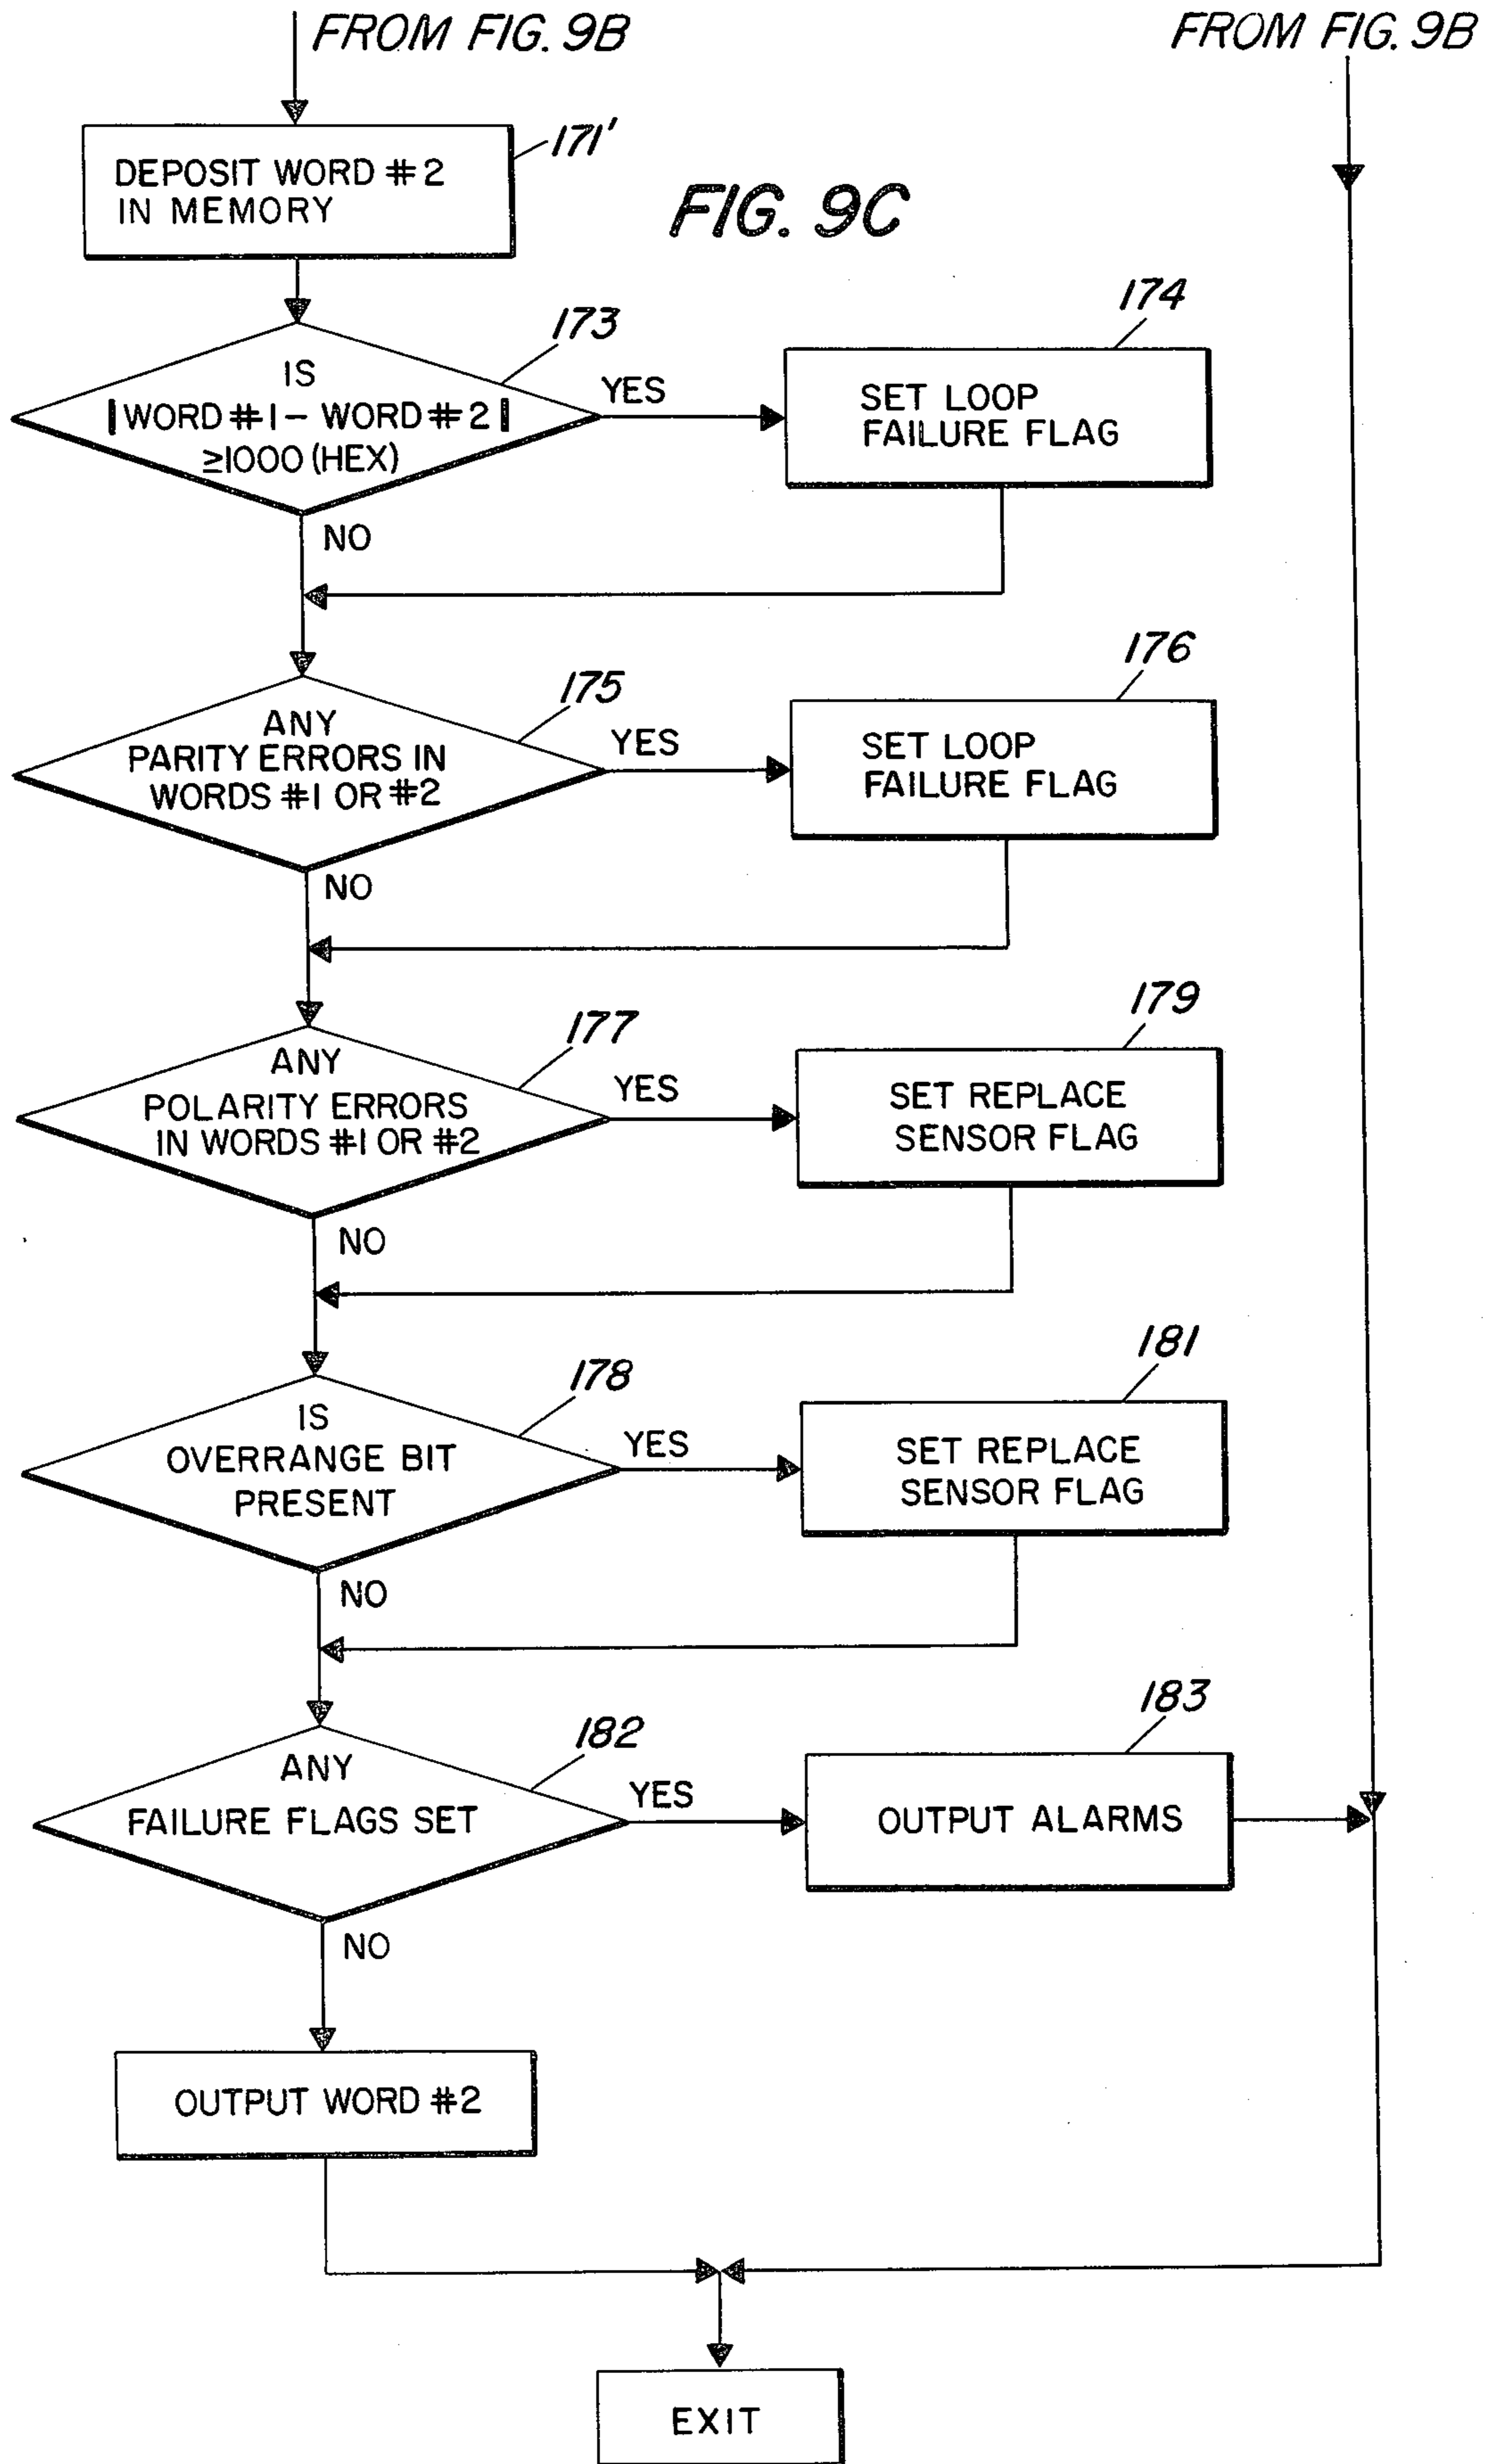 FROM FIG. 9B
FROM FIG. 9B
171'
DEPOSIT WORD #2
IN MEMORY
FIG. 9C
173
174
IS
|WORD #1 – WORD #2|
≥1000 (HEX)
YES
SET LOOP
FAILURE FLAG
NO
175
176
ANY
PARITY ERRORS IN
WORDS #1 OR #2
YES
SET LOOP
FAILURE FLAG
NO
177
179
ANY
POLARITY ERRORS
IN WORDS #1 OR #2
YES
SET REPLACE
SENSOR FLAG
NO
178
181
IS
OVERRANGE BIT
PRESENT
YES
SET REPLACE
SENSOR FLAG
NO
182
183
ANY
FAILURE FLAGS SET
YES
OUTPUT ALARMS
NO
OUTPUT WORD #2
EXIT